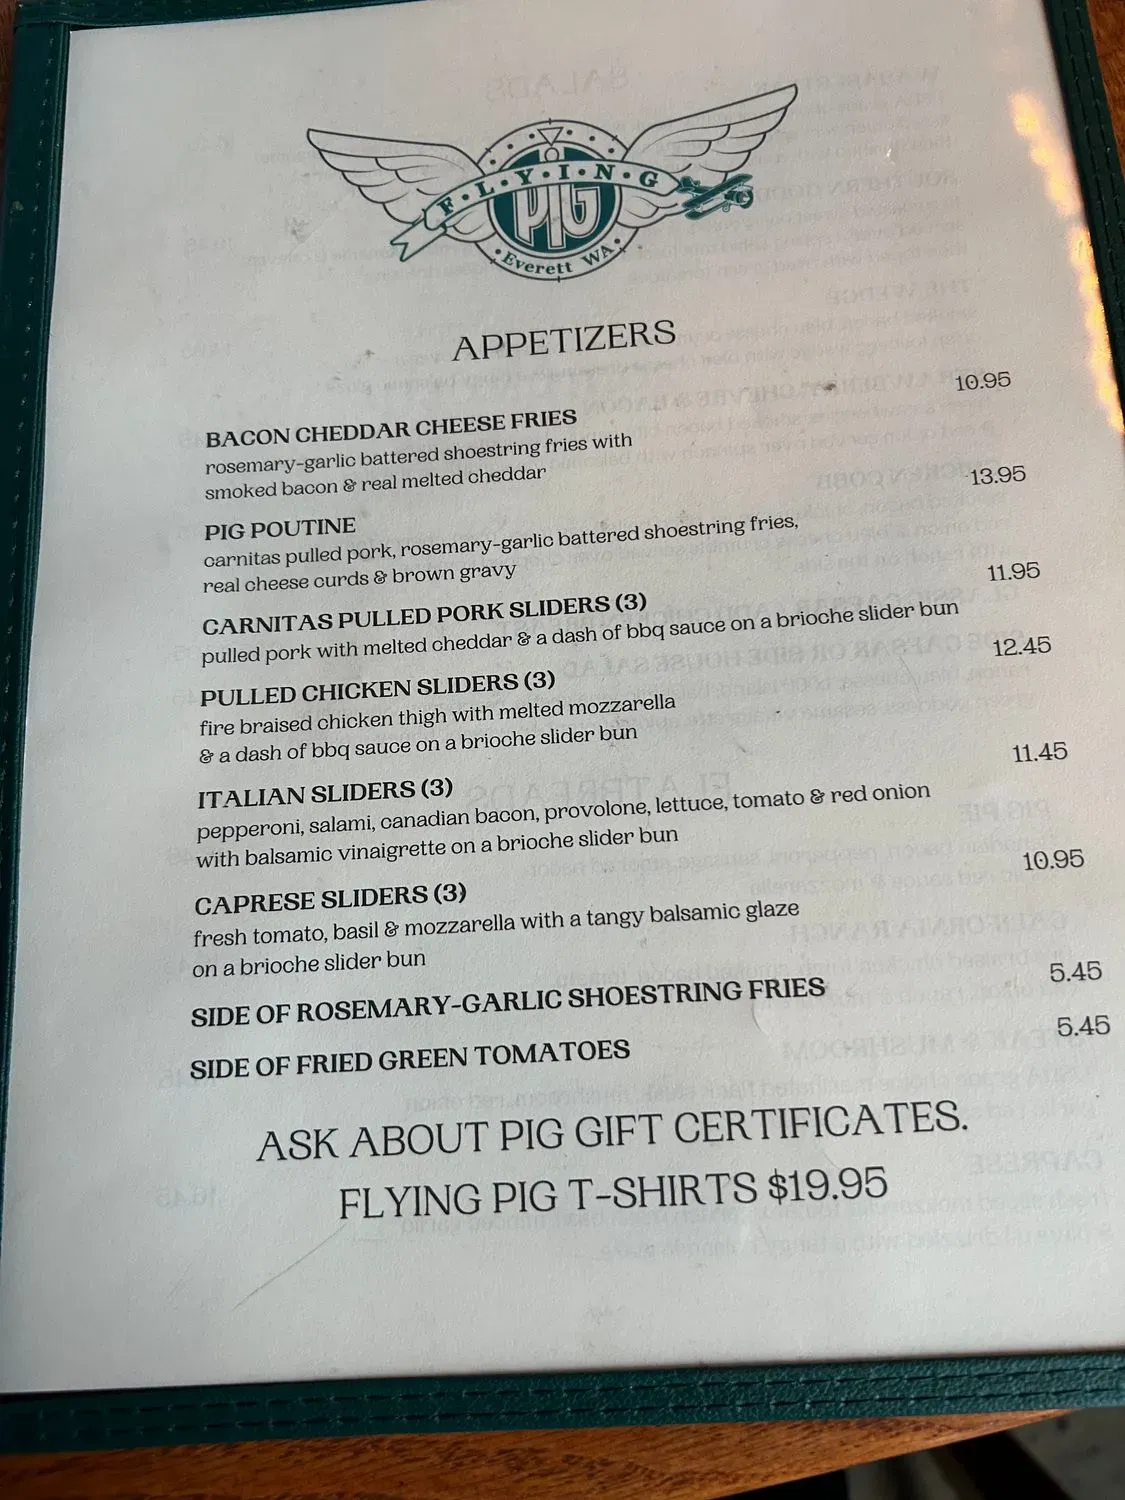 F·L·Y·I·N·G
PIG
·Everett WA·
APPETIZERS
BACON CHEDDAR CHEESE FRIES 10.95
rosemary-garlic battered shoestring fries with
smoked bacon & real melted cheddar
PIG POUTINE 13.95
carnitas pulled pork, rosemary-garlic battered shoestring fries,
real cheese curds & brown gravy
CARNITAS PULLED PORK SLIDERS (3) 11.95
pulled pork with melted cheddar & a dash of bbq sauce on a brioche slider bun
PULLED CHICKEN SLIDERS (3) 12.45
fire braised chicken thigh with melted mozzarella
& a dash of bbq sauce on a brioche slider bun
ITALIAN SLIDERS (3) 11.45
pepperoni, salami, canadian bacon, provolone, lettuce, tomato & red onion
with balsamic vinaigrette on a brioche slider bun
CAPRESE SLIDERS (3) 10.95
fresh tomato, basil & mozzarella with a tangy balsamic glaze
on a brioche slider bun
SIDE OF ROSEMARY-GARLIC SHOESTRING FRIES 5.45
SIDE OF FRIED GREEN TOMATOES 5.45
ASK ABOUT PIG GIFT CERTIFICATES.
FLYING PIG T-SHIRTS $19.95